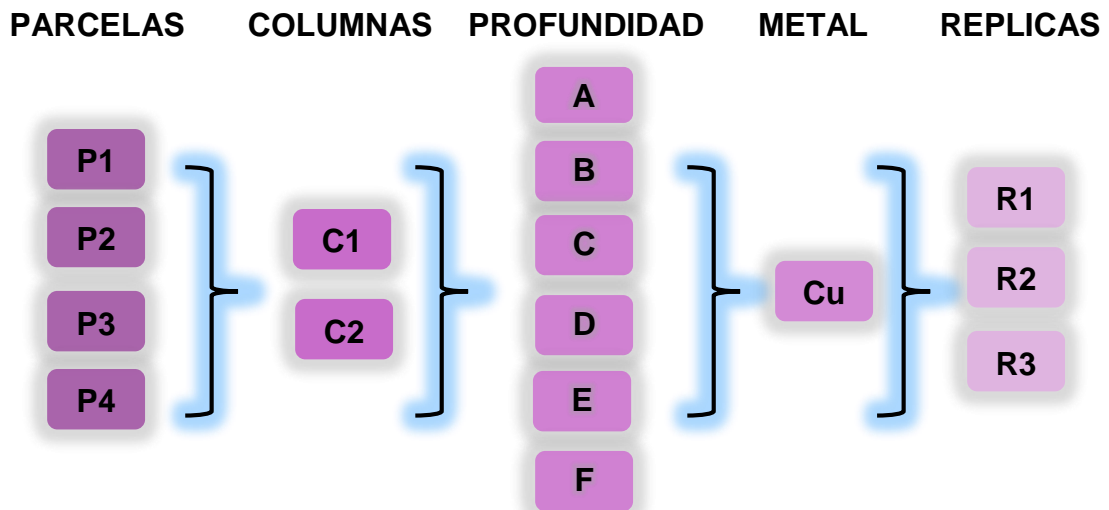 PARCELAS COLUMNAS PROFUNDIDAD METAL REPLICAS
P1
P2
P3
P4
C1
C2
A
B
C
D
E
F
Cu
R1
R2
R3